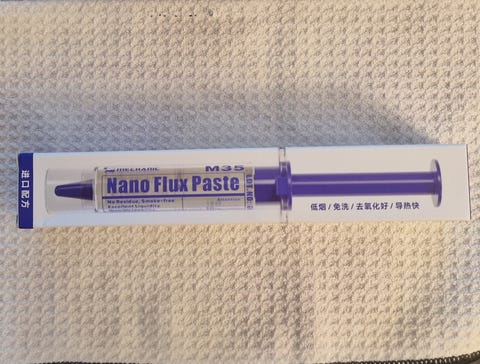 进口配方
MECHANIC
M35
Nano Flux Paste
No Residue, Smoke-free
Excellent Liquidity
Attention
低烟 / 免洗 / 去氧化好 / 导热快